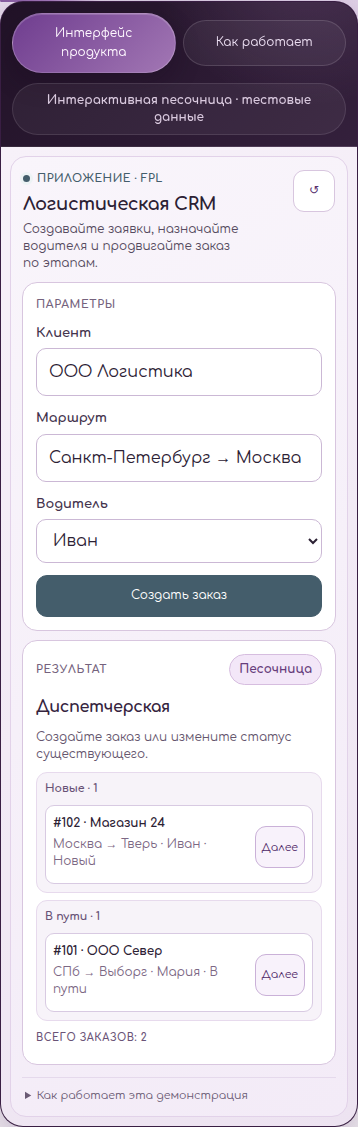 Интерфейс
продукта
Как работает
Интерактивная песочница · тестовые
данные
ПРИЛОЖЕНИЕ · FPL
Логистическая CRM
↺
Создавайте заявки, назначайте
водителя и продвигайте заказ
по этапам.
ПАРАМЕТРЫ
Клиент
ООО Логистика
Маршрут
Санкт-Петербург → Москва
Водитель
Иван
Создать заказ
РЕЗУЛЬТАТ
Песочница
Диспетчерская
Создайте заказ или измените статус
существующего.
Новые · 1
#102 · Магазин 24
Москва → Тверь · Иван ·
Новый
Далее
В пути · 1
#101 · ООО Север
СПб → Выборг · Мария · В
пути
Далее
ВСЕГО ЗАКАЗОВ: 2
▶ Как работает эта демонстрация